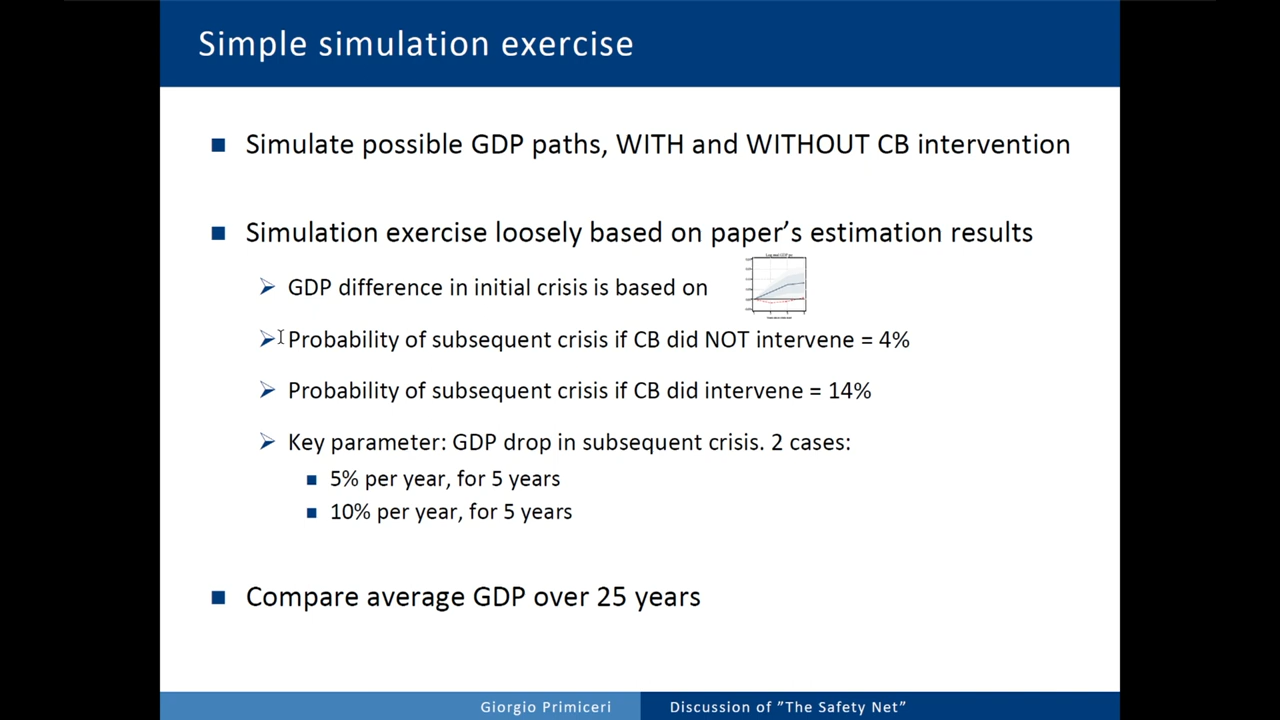 Simple simulation exercise
Simulate possible GDP paths, WITH and WITHOUT CB intervention
Simulation exercise loosely based on paper’s estimation results
GDP difference in initial crisis is based on
Probability of subsequent crisis if CB did NOT intervene = 4%
Probability of subsequent crisis if CB did intervene = 14%
Key parameter: GDP drop in subsequent crisis. 2 cases:
5% per year, for 5 years
10% per year, for 5 years
Compare average GDP over 25 years
Giorgio Primiceri
Discussion of ”The Safety Net”